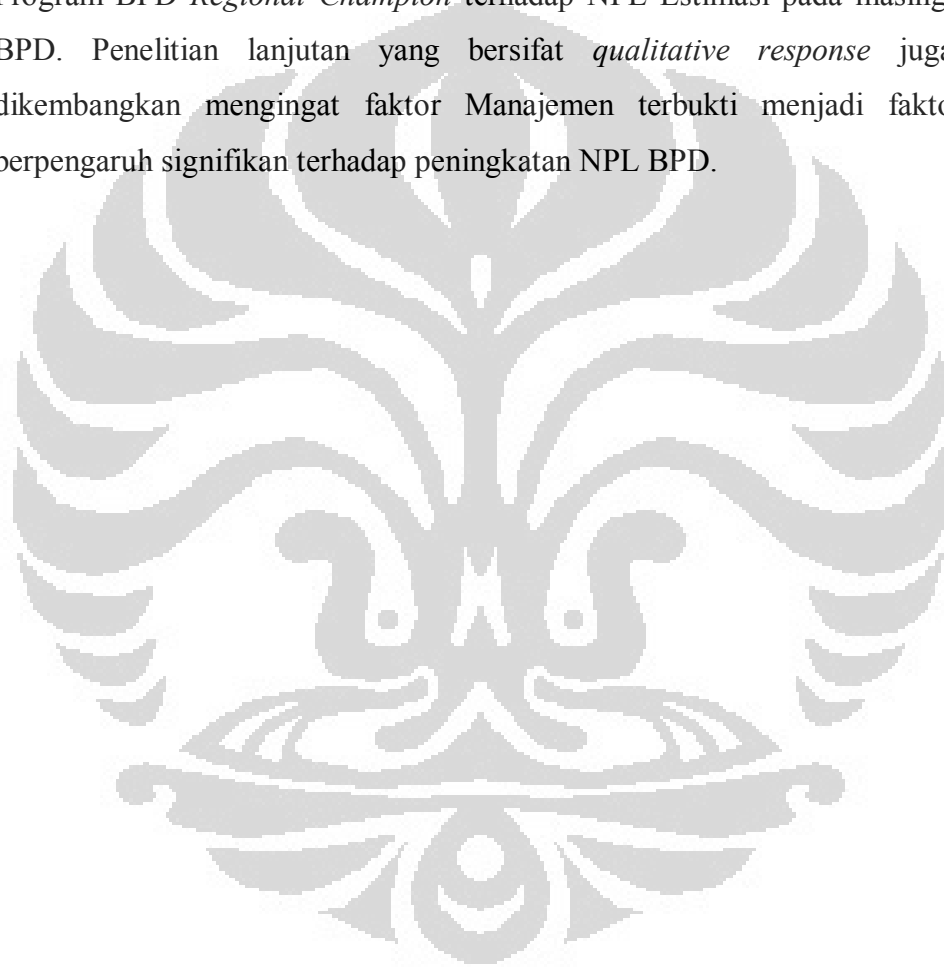 Program BPD Regional Champion terhadap NPL Estimasi pada masing-
BPD. Penelitian lanjutan yang bersifat qualitative response juga
dikembangkan mengingat faktor Manajemen terbukti menjadi fakto
berpengaruh signifikan terhadap peningkatan NPL BPD.